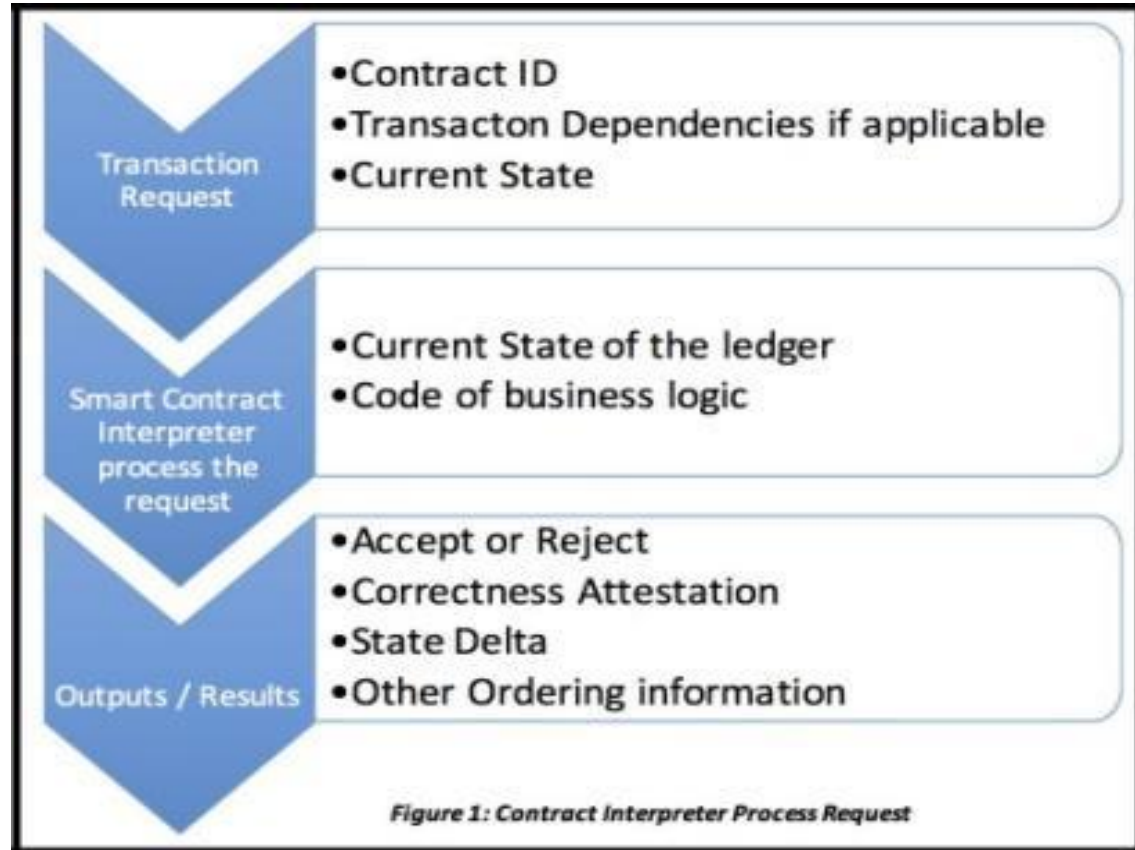 Transaction
Request
•Contract ID
•Transacton Dependencies if applicable
•Current State
Smart Contract
Interpreter
process the
request
•Current State of the ledger
•Code of business logic
Outputs / Results
•Accept or Reject
•Correctness Attestation
•State Delta
•Other Ordering information
Figure 1: Contract Interpreter Process Request